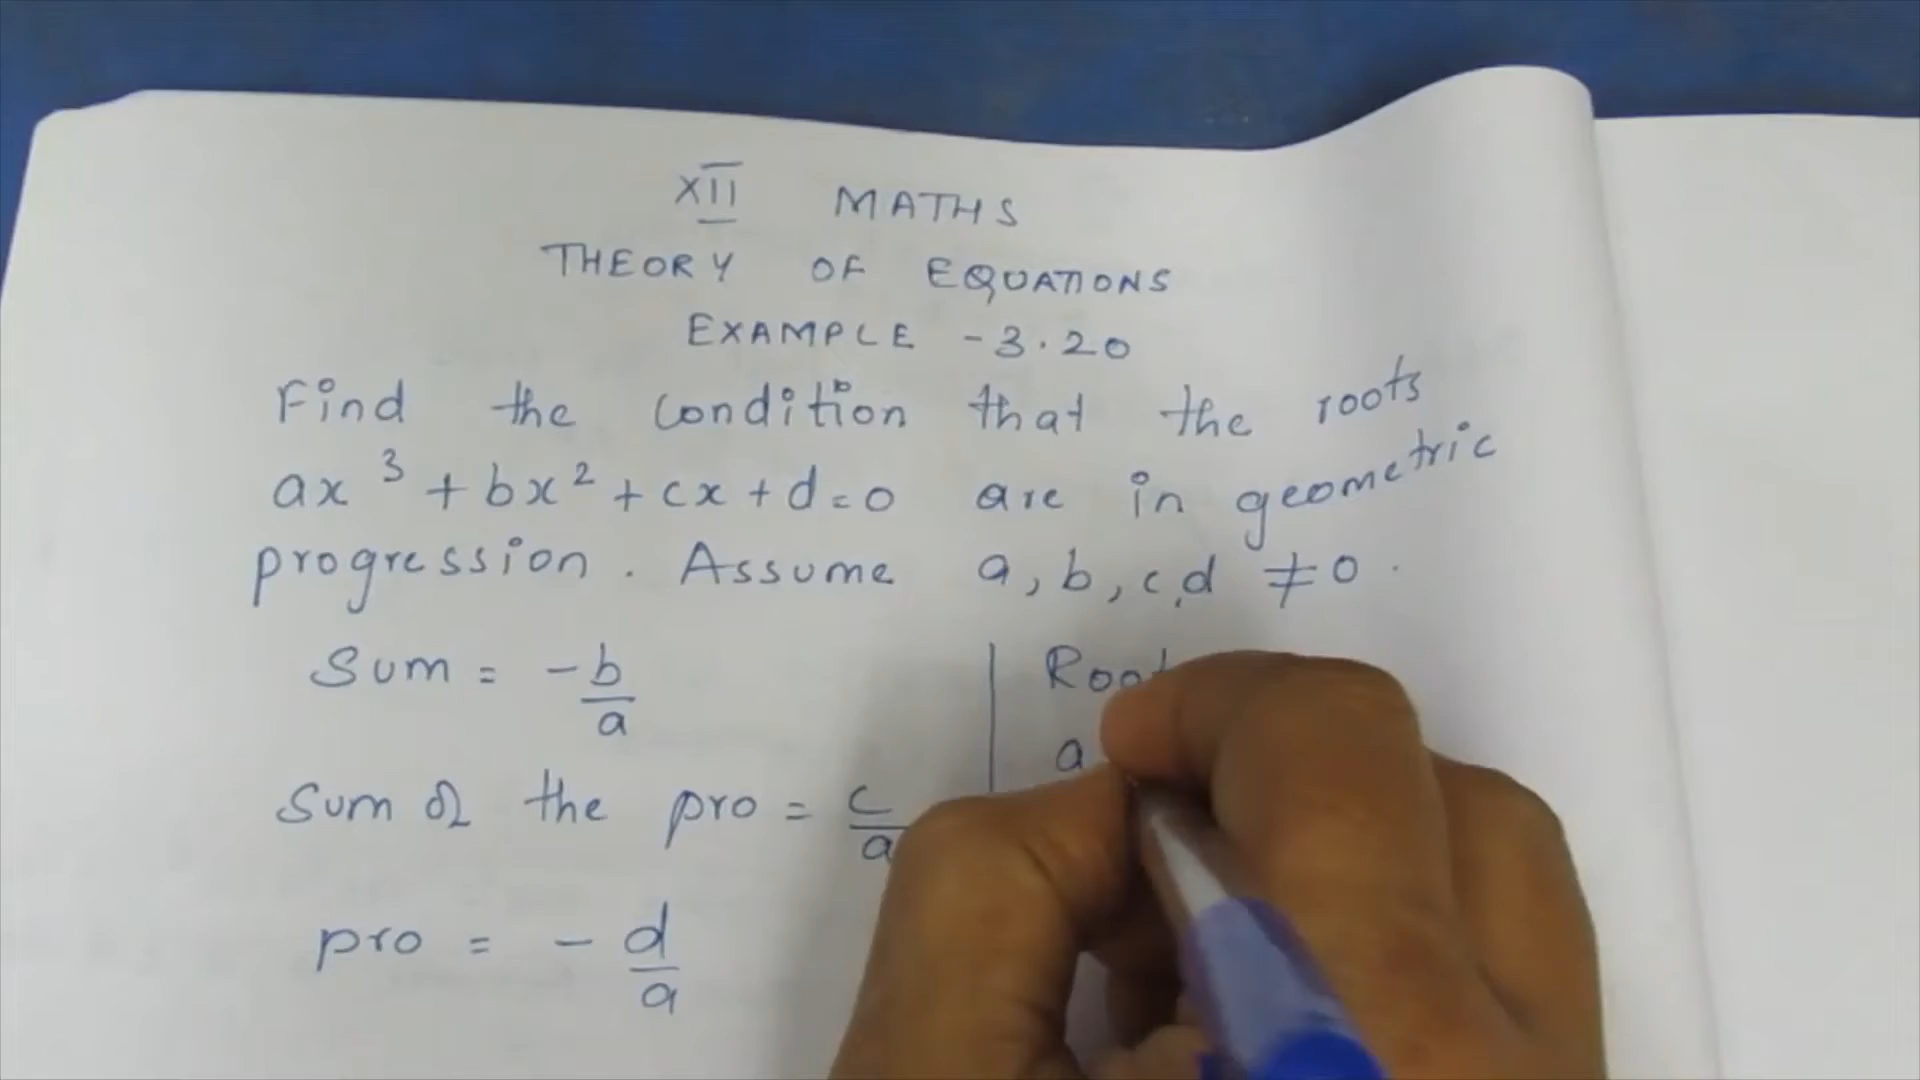 XII MATHS
THEORY OF EQUATIONS
EXAMPLE - 3.20
Find the condition that the roots
ax³ + bx² + cx + d = 0 are in geometric
progression. Assume a, b, c, d ≠ 0.
Sum = -b/a
Sum of the pro = c/a
pro = - d/a
a